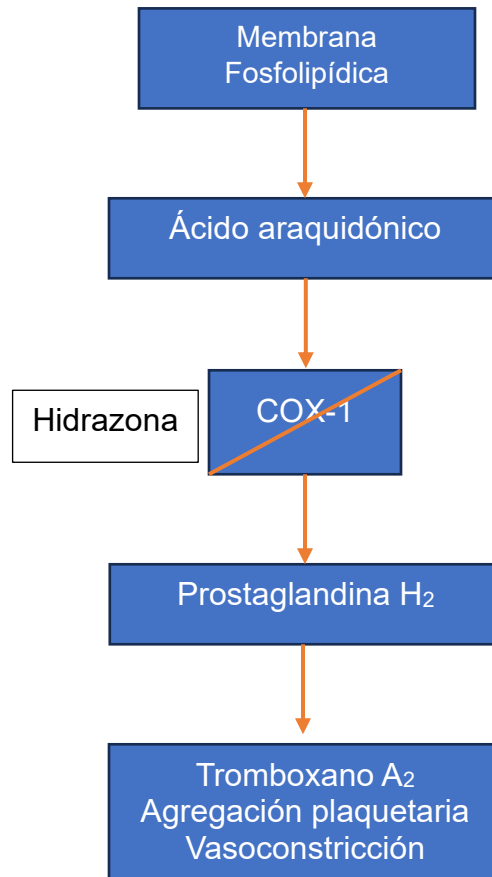 Membrana
Fosfolipídica
Ácido araquidónico
Hidrazona
COX-1
Prostaglandina H₂
Tromboxano A₂
Agregación plaquetaria
Vasoconstricción